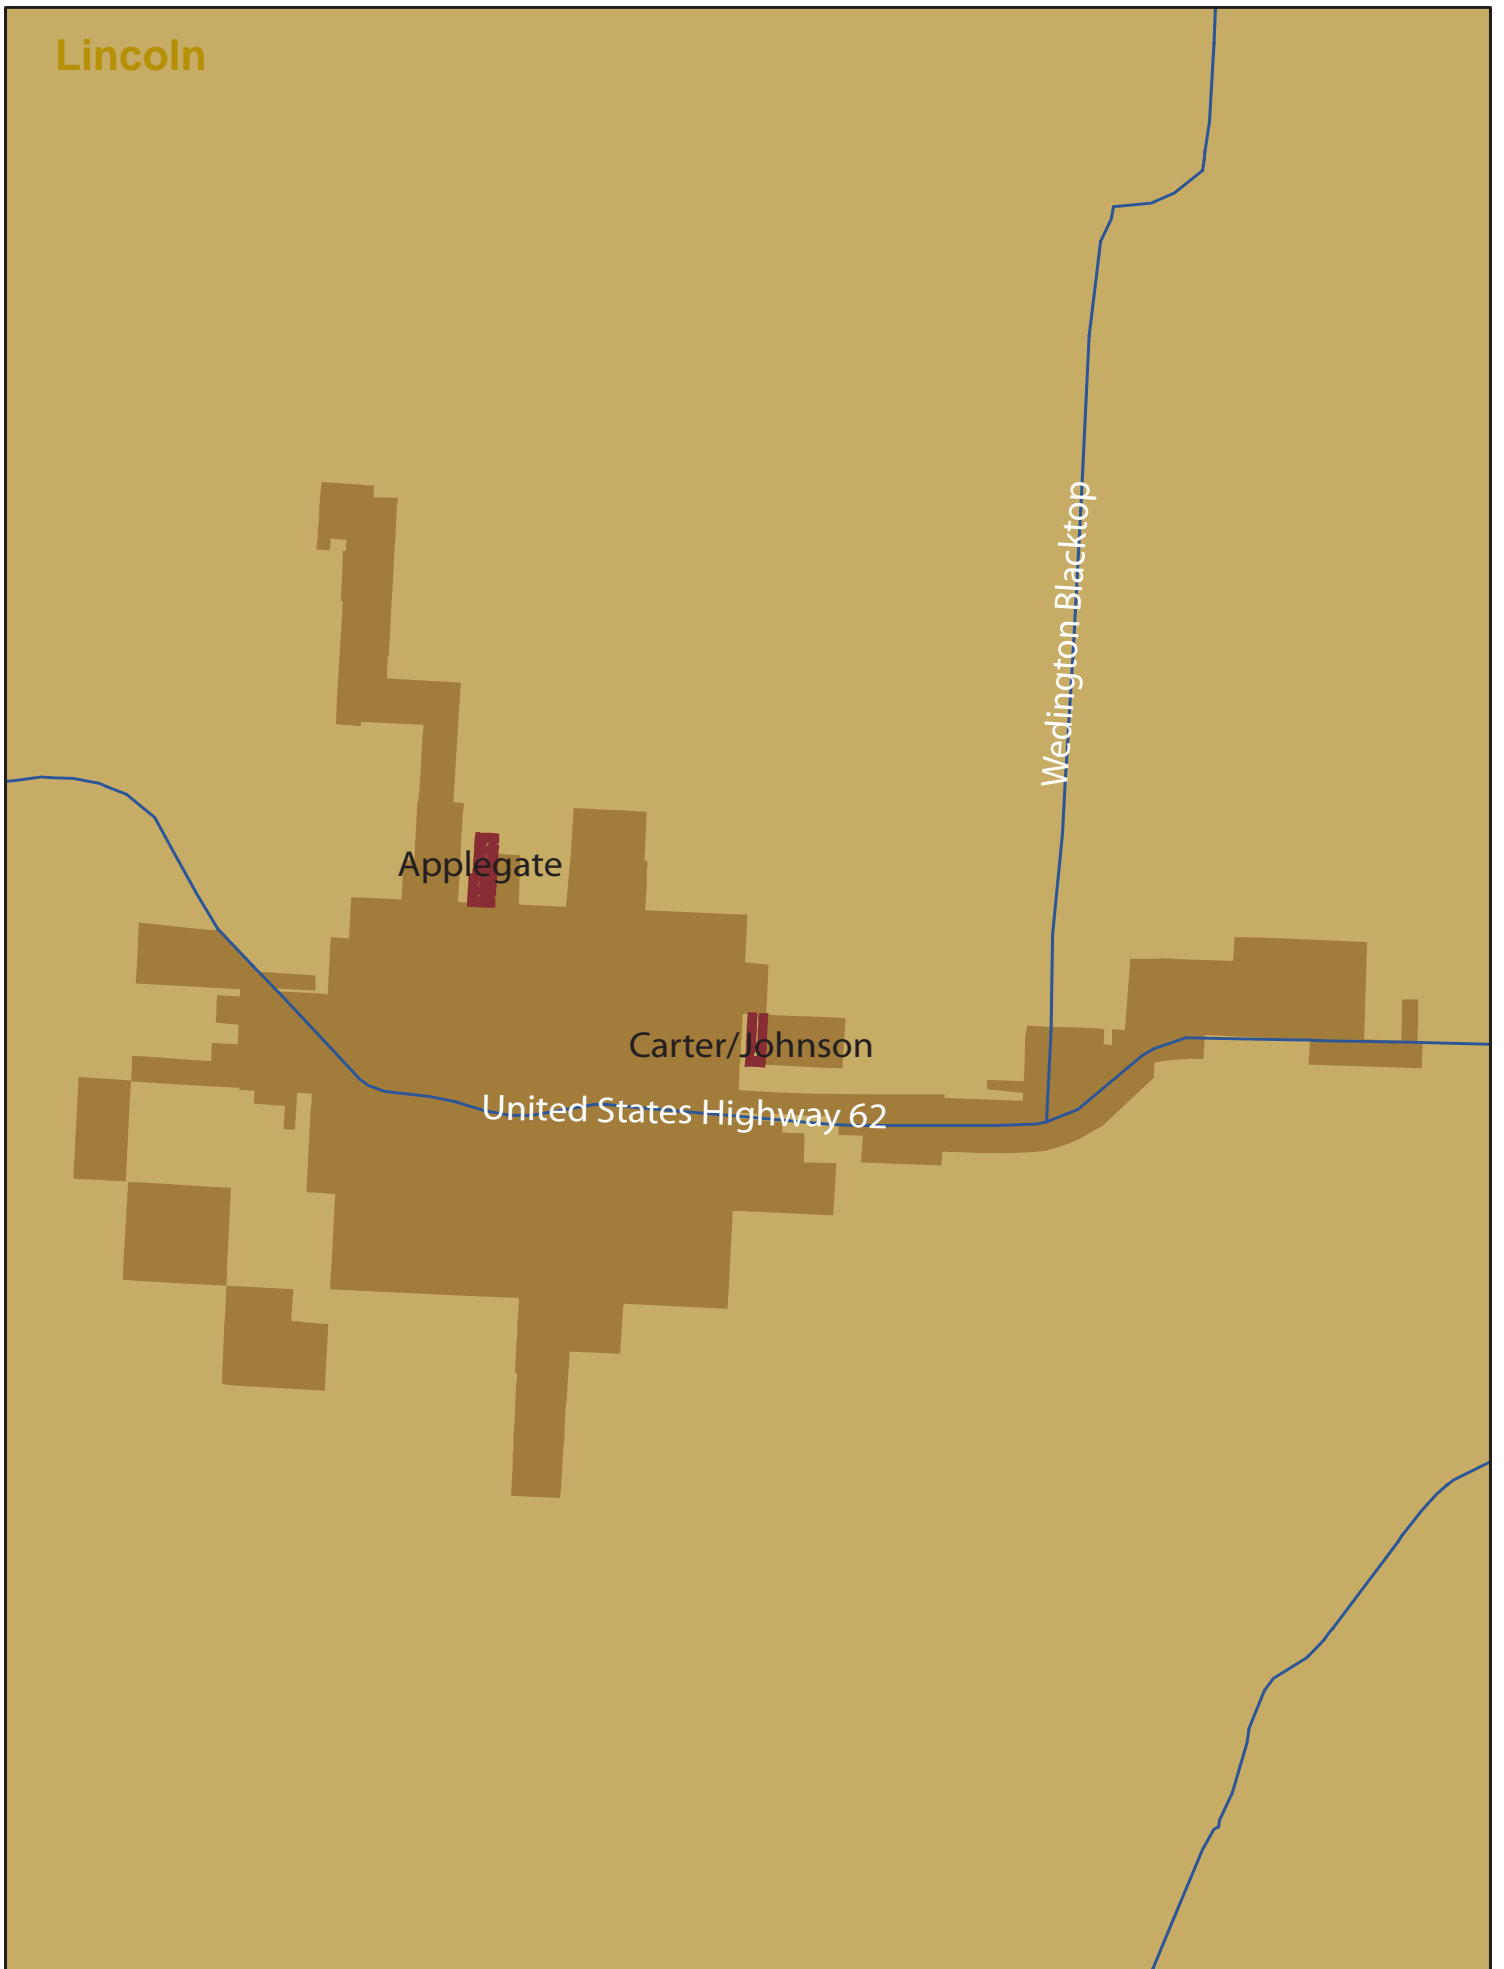 Lincoln
Wedington Blacktop
Applegate
Carter/Johnson
United States Highway 62